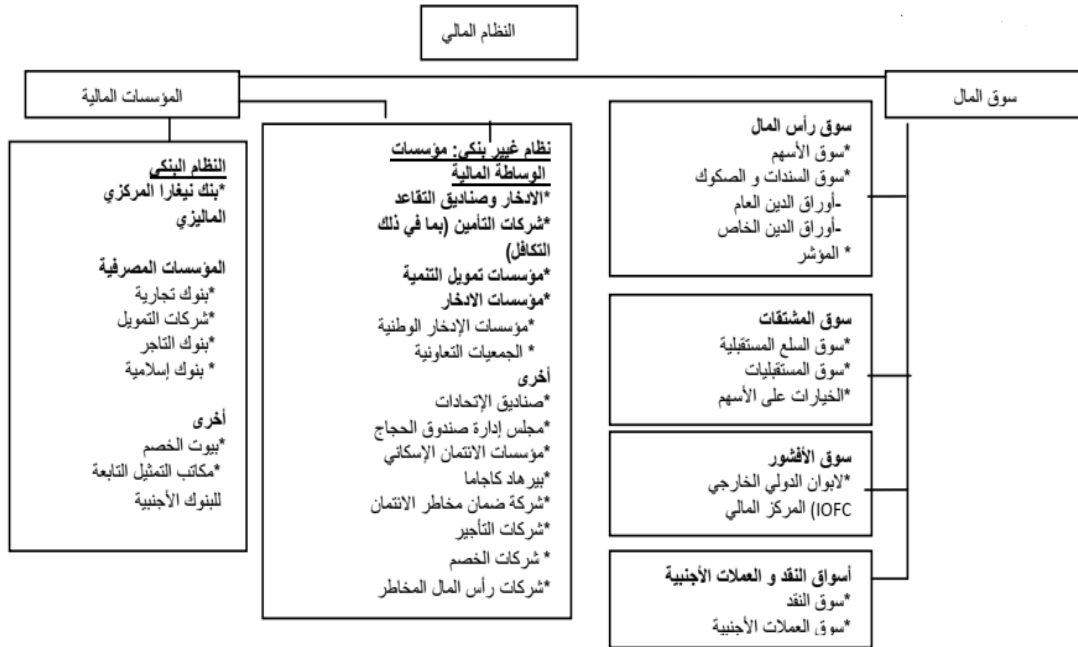 النظام المالي
سوق المال
المؤسسات المالية
سوق رأس المال
*سوق الأسهم
*سوق السندات و الصكوك
-أوراق الدين العام
-أوراق الدين الخاص
* المؤشر
سوق المشتقات
*سوق السلع المستقبلية
*سوق المستقبليات
*الخيارات على الأسهم
سوق الأفشور
*لابوان الدولي الخارجي
IOFC) المركز المالي
أسواق النقد و العملات الأجنبية
*سوق النقد
*سوق العملات الأجنبية
نظام غيير بنكي: مؤسسات
الوساطة المالية
*الادخار وصناديق التقاعد
*شركات التأمين (بما في ذلك
التكافل)
*مؤسسات تمويل التنمية
*مؤسسات الادخار
*مؤسسات الإدخار الوطنية
* الجمعيات التعاونية
أخرى
*صناديق الإتحادات
*مجلس إدارة صندوق الحجاج
*مؤسسات الائتمان الإسكاني
*بيرهاد كاجاما
*شركة ضمان مخاطر الائتمان
*شركات التأجير
* شركات الخصم
*شركات رأس المال المخاطر
النظام البنكي
*بنك نيغارا المركزي
الماليزي
المؤسسات المصرفية
*بنوك تجارية
*شركات التمويل
*بنوك التاجر
* بنوك إسلامية
أخرى
*بيوت الخصم
*مكاتب التمثيل التابعة
للبنوك الأجنبية